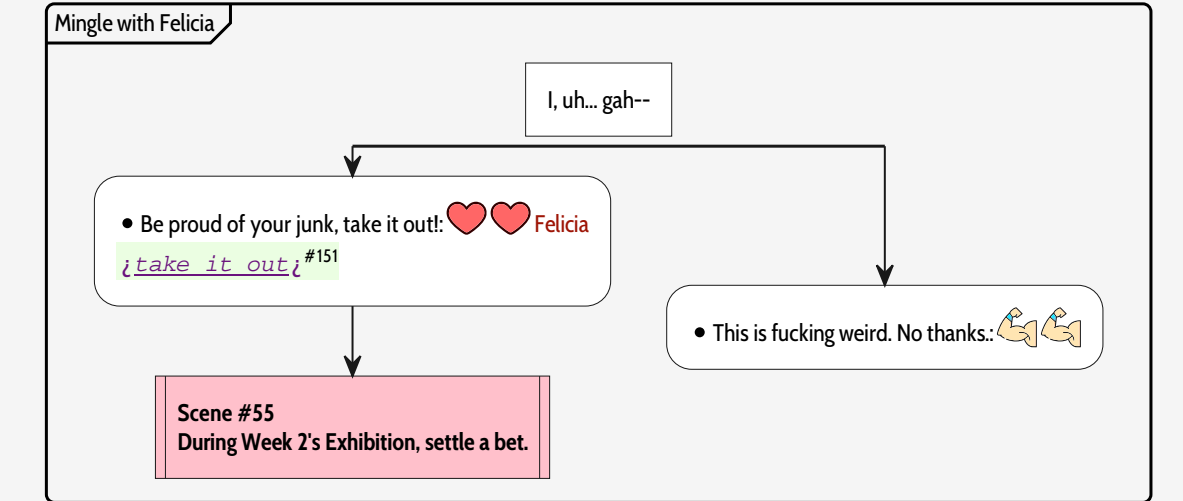 Mingle with Felicia
I, uh... gah--
• Be proud of your junk, take it out!: Felicia
¿take it out¿#151
• This is fucking weird. No thanks.:
Scene #55
During Week 2's Exhibition, settle a bet.